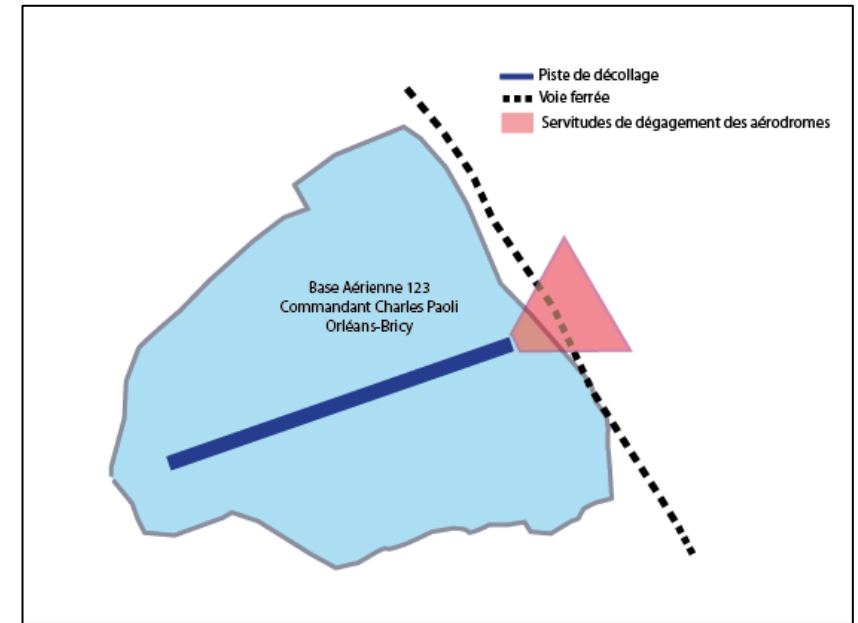 Piste de décollage
Voie ferrée
Servitudes de dégagement des aérodromes
Base Aérienne 123
Commandant Charles Paoli
Orléans-Bricy